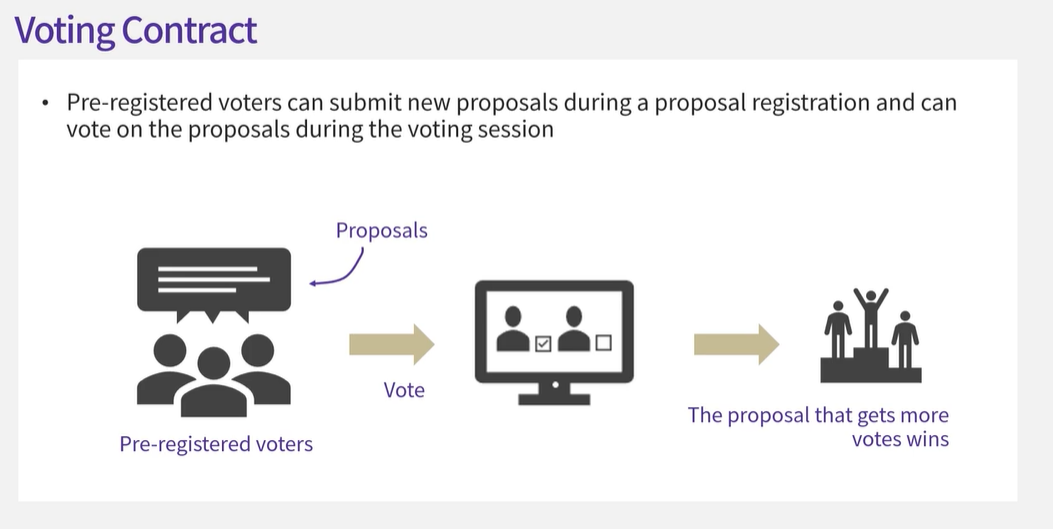 Voting Contract
• Pre-registered voters can submit new proposals during a proposal registration and can
vote on the proposals during the voting session
Proposals
Vote
Pre-registered voters
The proposal that gets more
votes wins